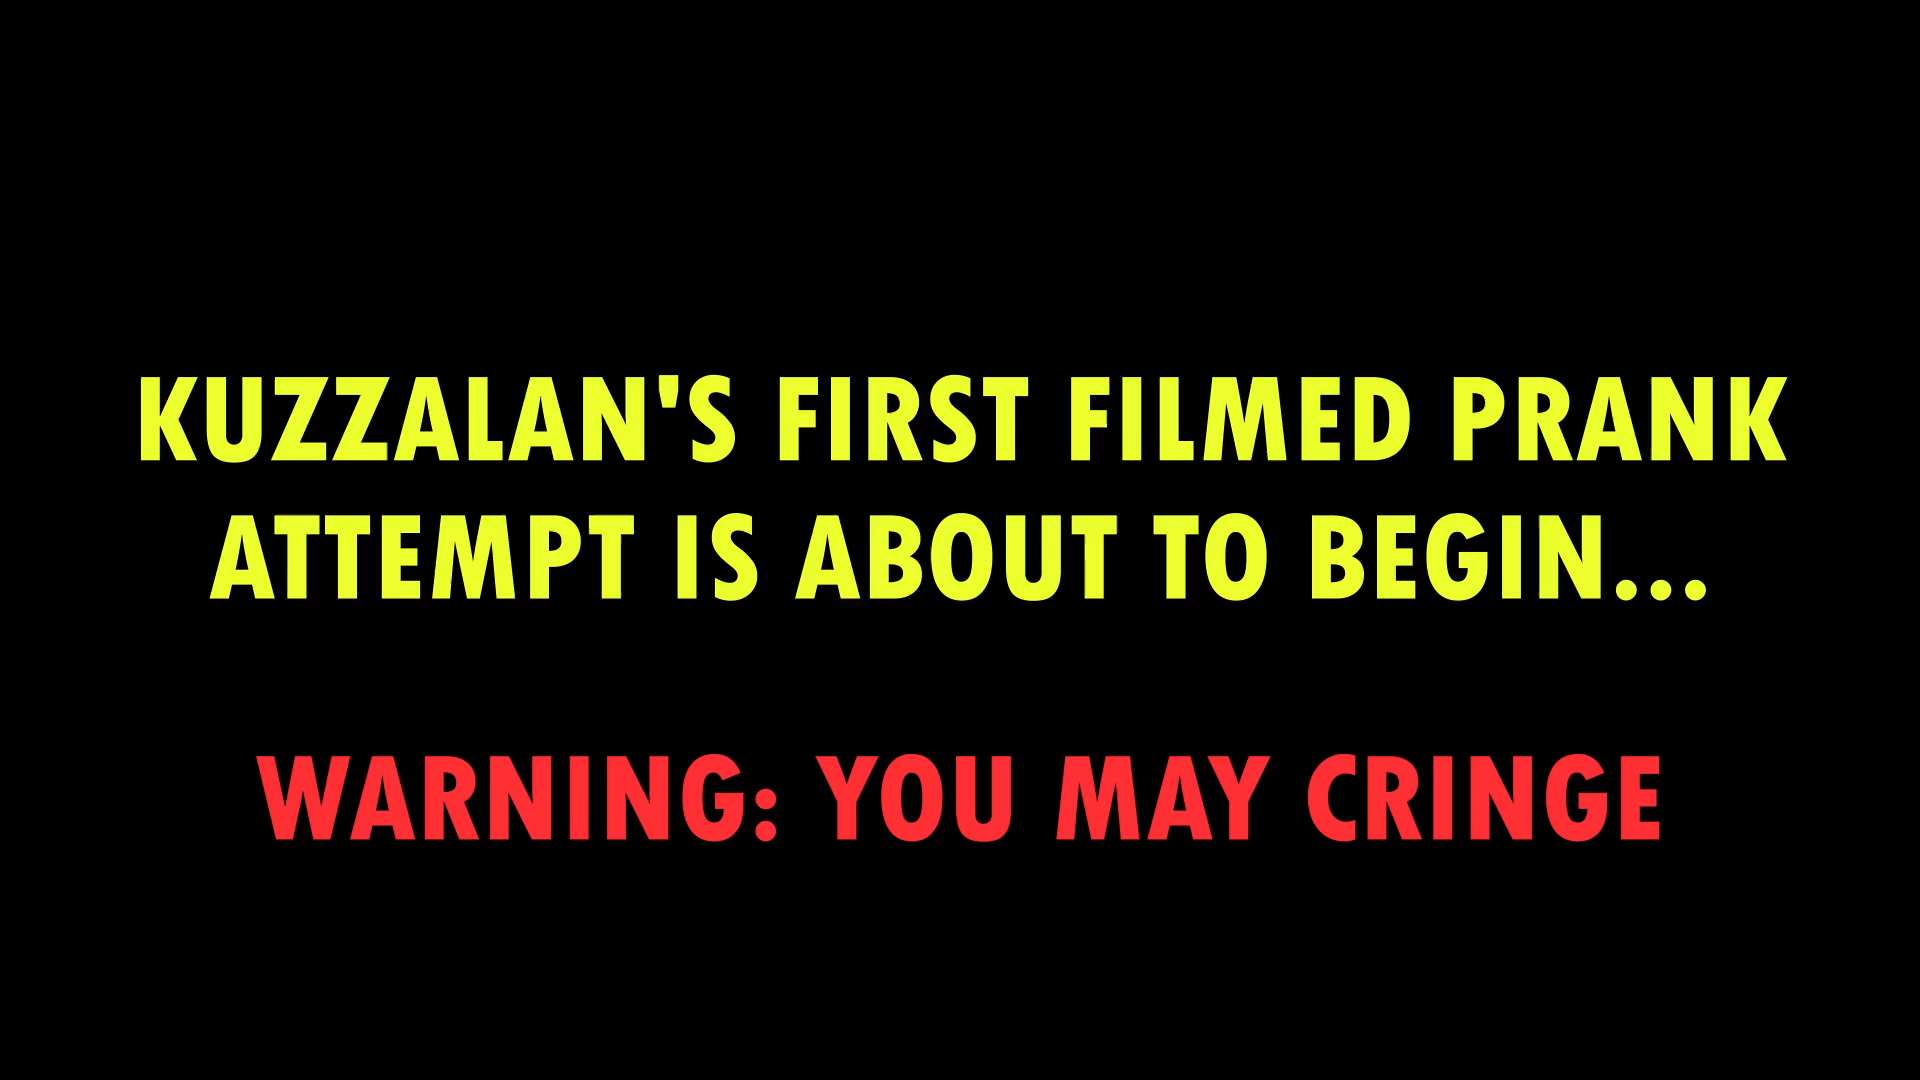 KUZZALAN'S FIRST FILMED PRANK
ATTEMPT IS ABOUT TO BEGIN...
WARNING: YOU MAY CRINGE